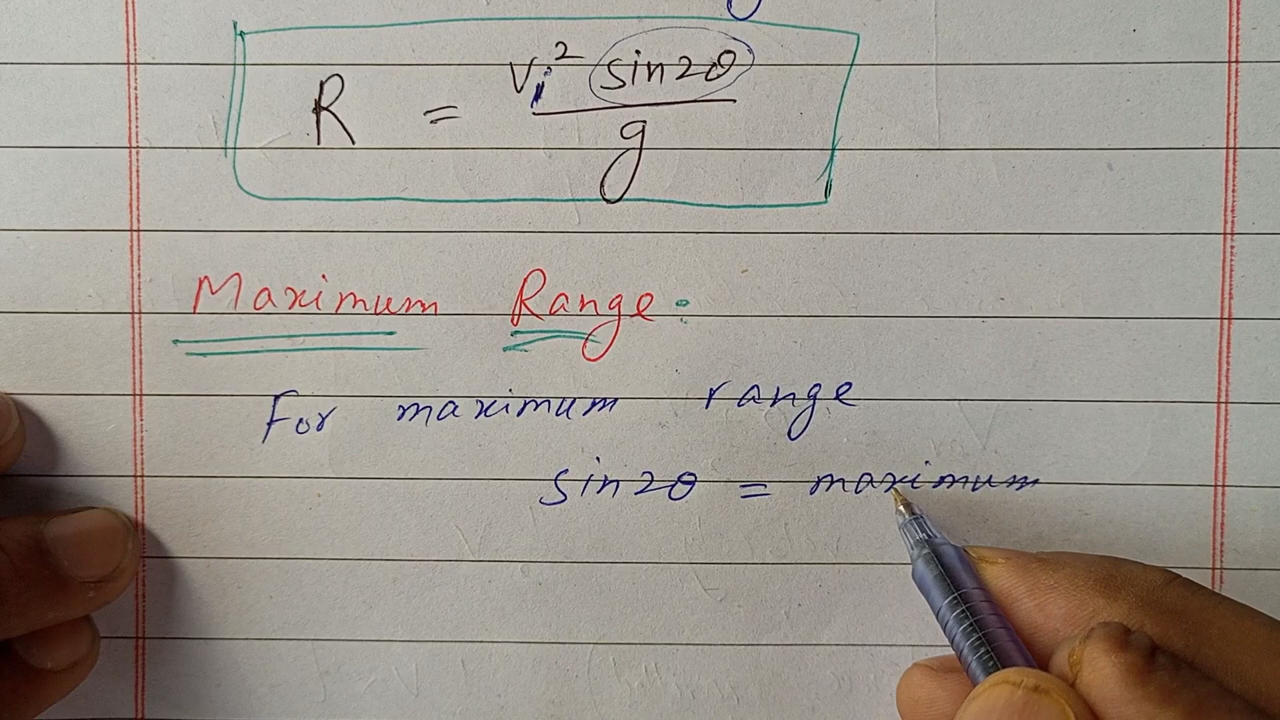 R = vi² sin2θ / g
Maximum Range:
For maximum range
sin2θ = maximum